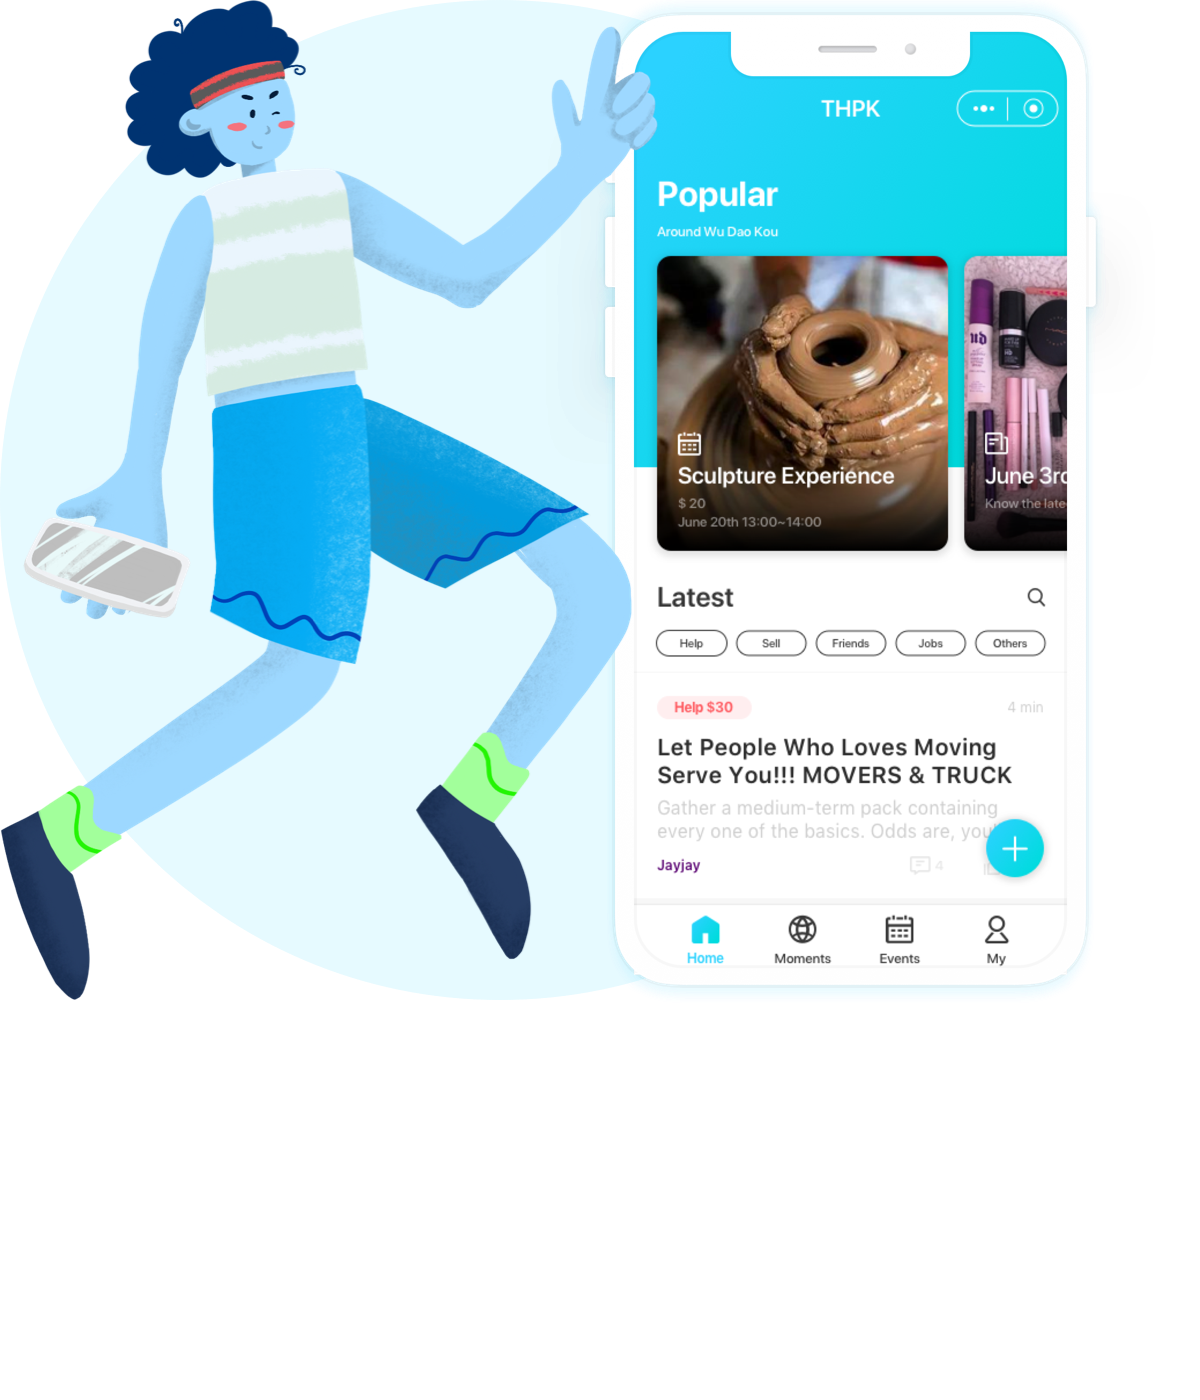 THPK
Popular
Around Wu Dao Kou
Sculpture Experience
$ 20
June 20th 13:00~14:00
June 3rd
Know the late
Latest
Help
Sell
Friends
Jobs
Others
Help $30
4 min
Let People Who Loves Moving
Serve You!!! MOVERS & TRUCK
Gather a medium-term pack containing
every one of the basics. Odds are, you
Jayjay
4
Home
Moments
Events
My